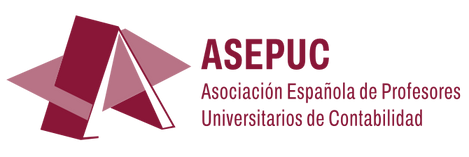 ASEPUC
Asociación Española de Profesores
Universitarios de Contabilidad